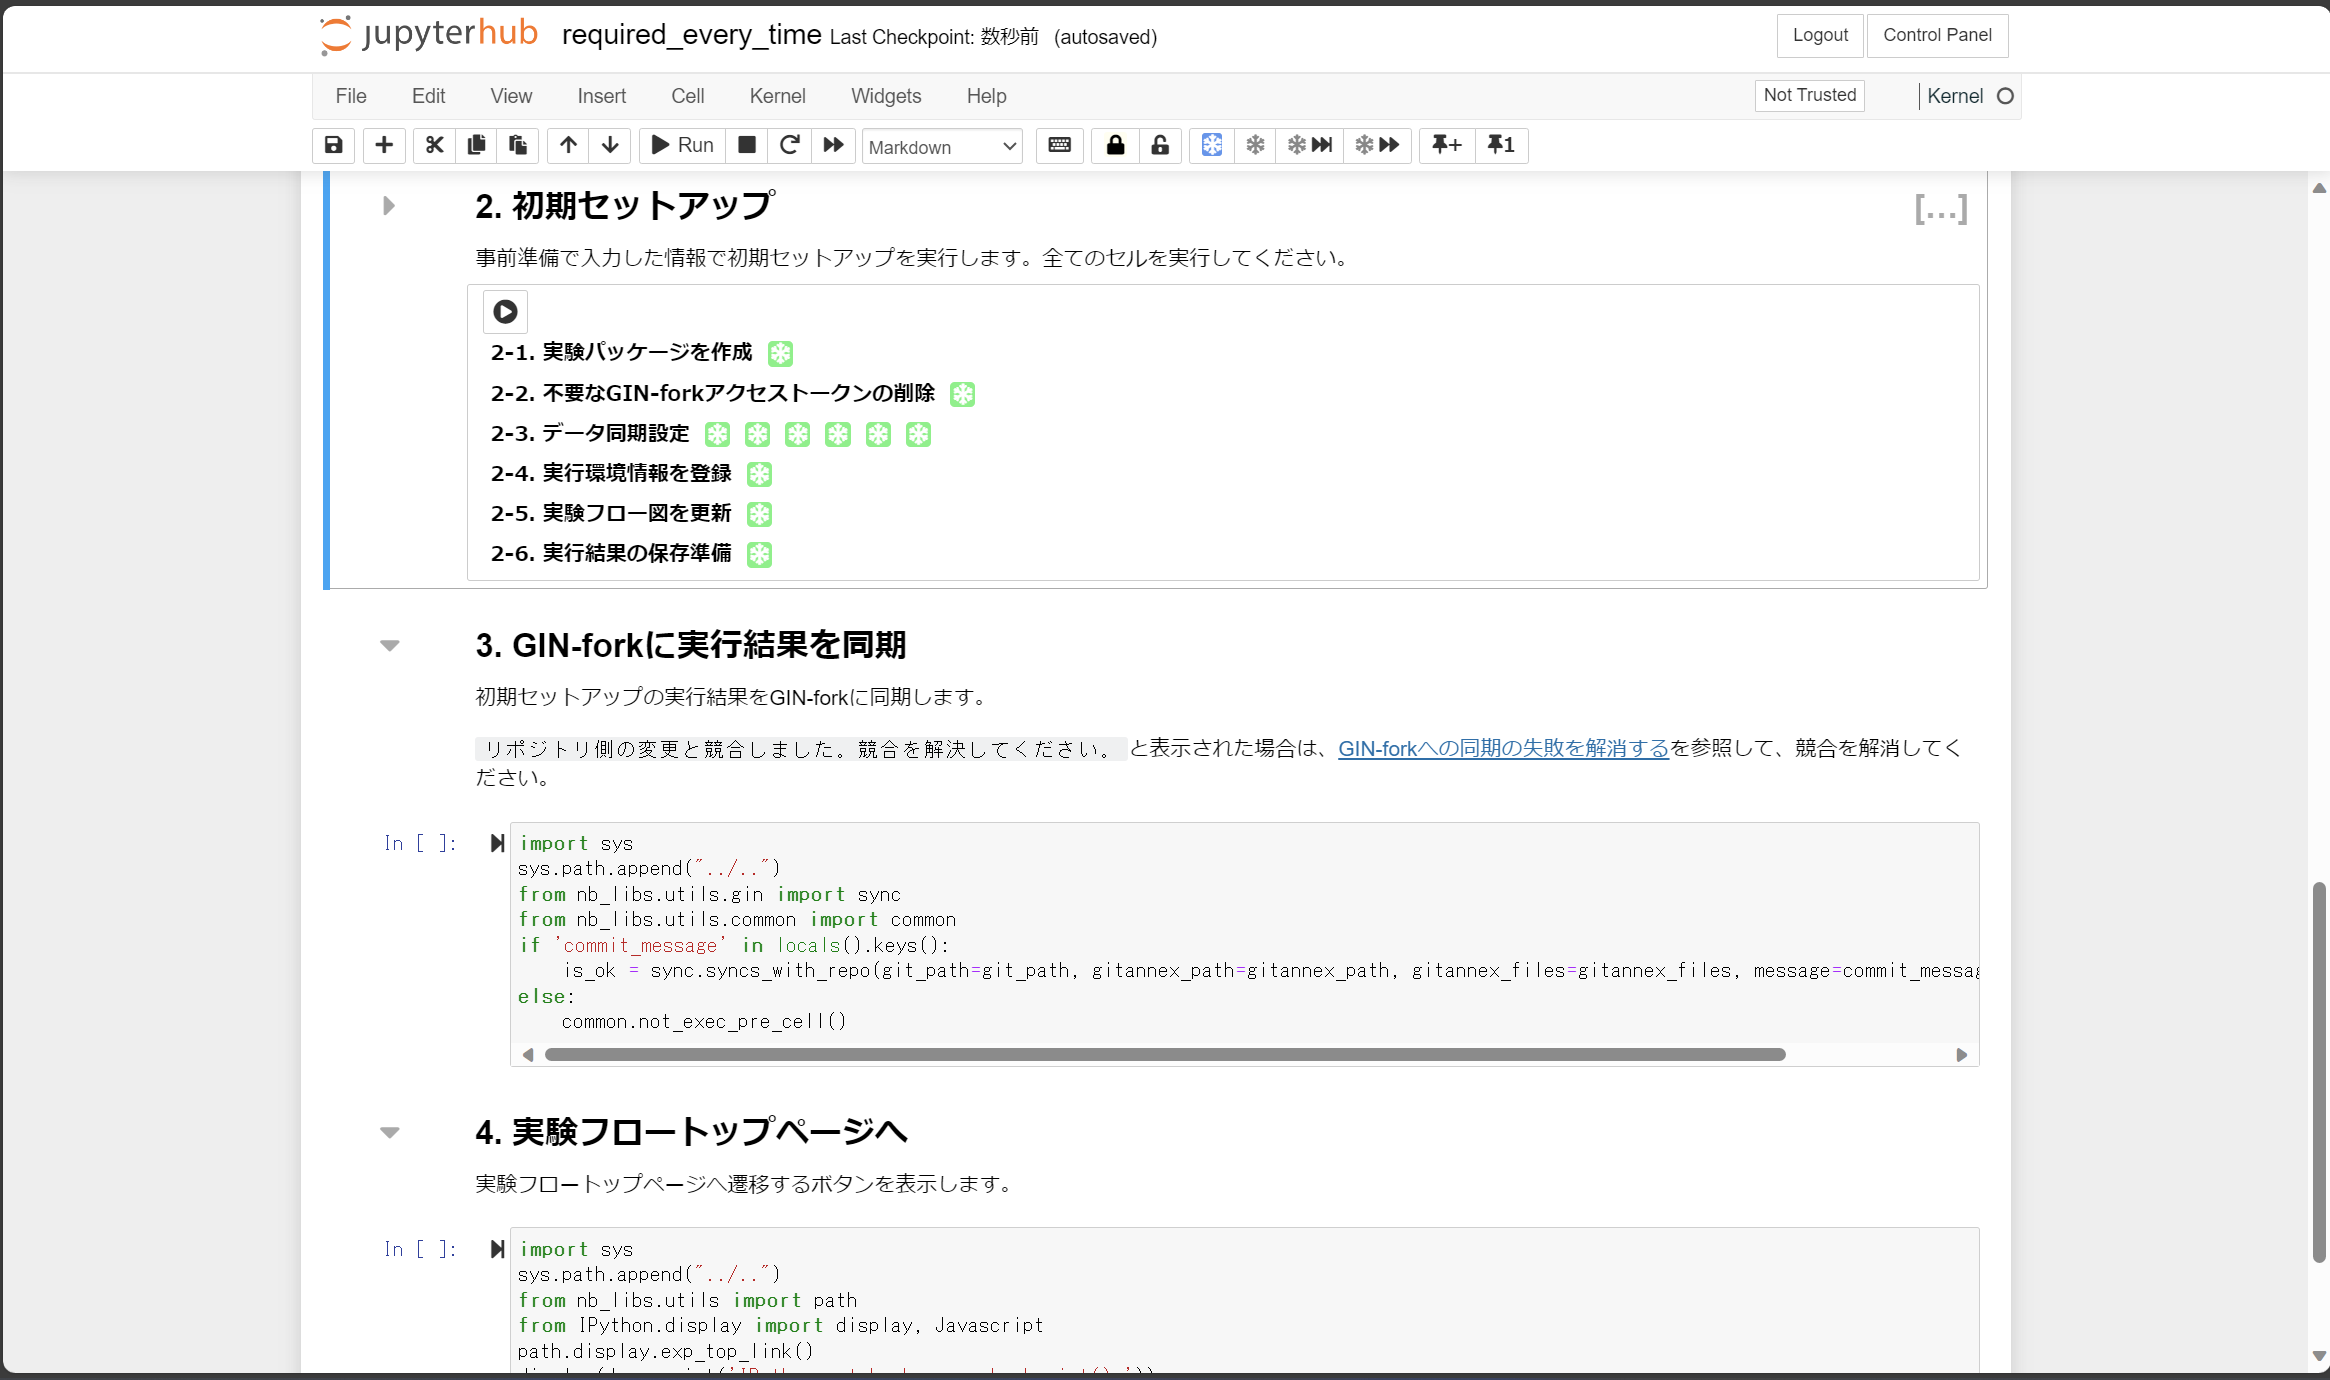 jupyterhub required_every_time Last Checkpoint: 数秒前 (autosaved) Logout Control Panel
File Edit View Insert Cell Kernel Widgets Help Not Trusted Kernel
Run Markdown + 1
2. 初期セットアップ [...]
事前準備で入力した情報で初期セットアップを実行します。全てのセルを実行してください。
2-1. 実験パッケージを作成
2-2. 不要なGIN-forkアクセストークンの削除
2-3. データ同期設定
2-4. 実行環境情報を登録
2-5. 実験フロー図を更新
2-6. 実行結果の保存準備
3. GIN-forkに実行結果を同期
初期セットアップの実行結果をGIN-forkに同期します。
リポジトリ側の変更と競合しました。競合を解決してください。 と表示された場合は、GIN-forkへの同期の失敗を解消するを参照して、競合を解消してく
ださい。
In [ ]: import sys
sys.path.append("../..")
from nb_libs.utils.gin import sync
from nb_libs.utils.common import common
if 'commit_message' in locals().keys():
    is_ok = sync.syncs_with_repo(git_path=git_path, gitannex_path=gitannex_path, gitannex_files=gitannex_files, message=commit_messag
else:
    common.not_exec_pre_cell()
4. 実験フロートップページへ
実験フロートップページへ遷移するボタンを表示します。
In [ ]: import sys
sys.path.append("../..")
from nb_libs.utils import path
from IPython.display import display, Javascript
path.display.exp_top_link()